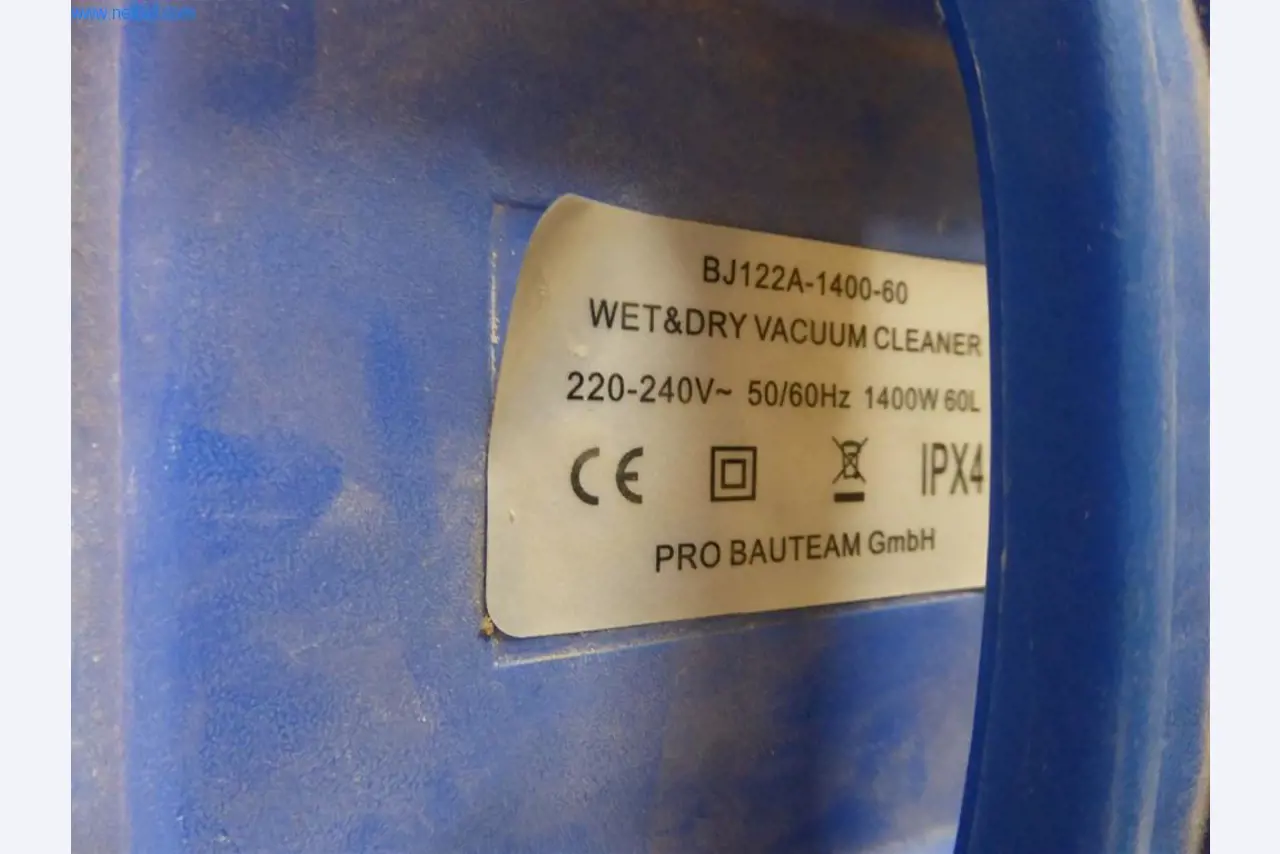 BJ122A-1400-60
WET&DRY VACUUM CLEANER
220-240V~ 50/60Hz 1400W 60L
CE IPX4
PRO BAUTEAM GmbH